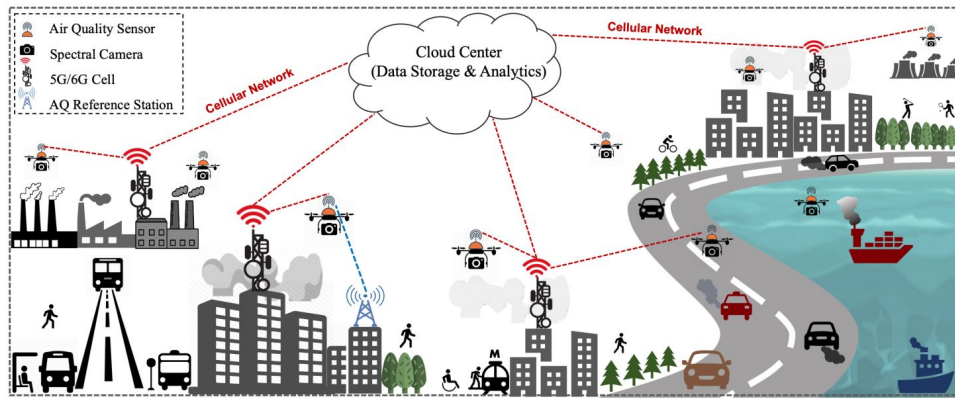 Air Quality Sensor
Spectral Camera
5G/6G Cell
AQ Reference Station
Cellular Network
Cloud Center
(Data Storage & Analytics)
Cellular Network
M